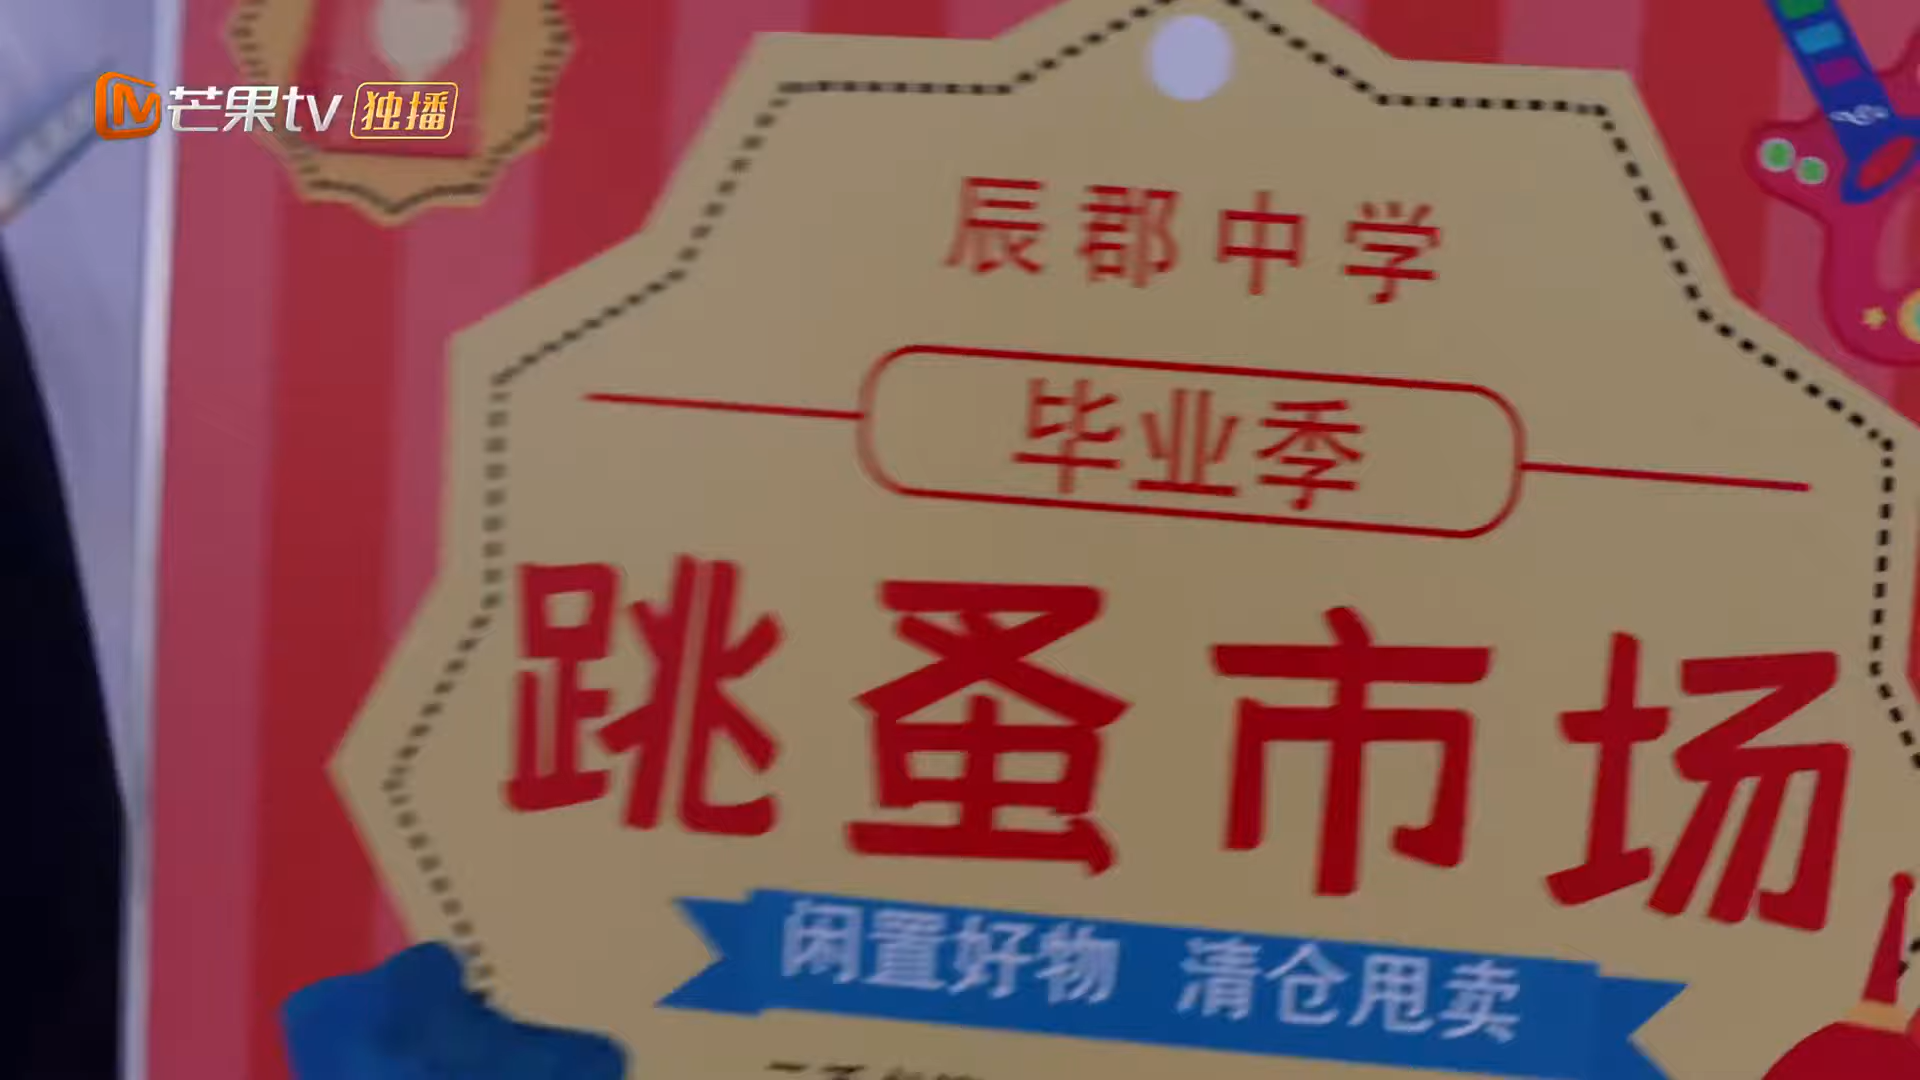 芒果tv 独播
辰郡中学
毕业季
跳蚤市场
闲置好物 清仓甩卖